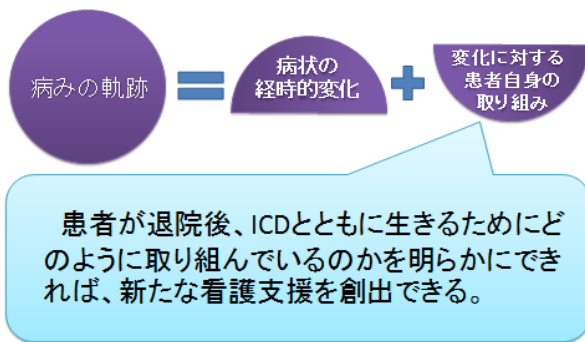 病みの軌跡
病状の
経時的変化
変化に対する
患者自身の
取り組み
患者が退院後、ICDとともに生きるためにど
のように取り組んでいるのかを明らかにでき
れば、新たな看護支援を創出できる。